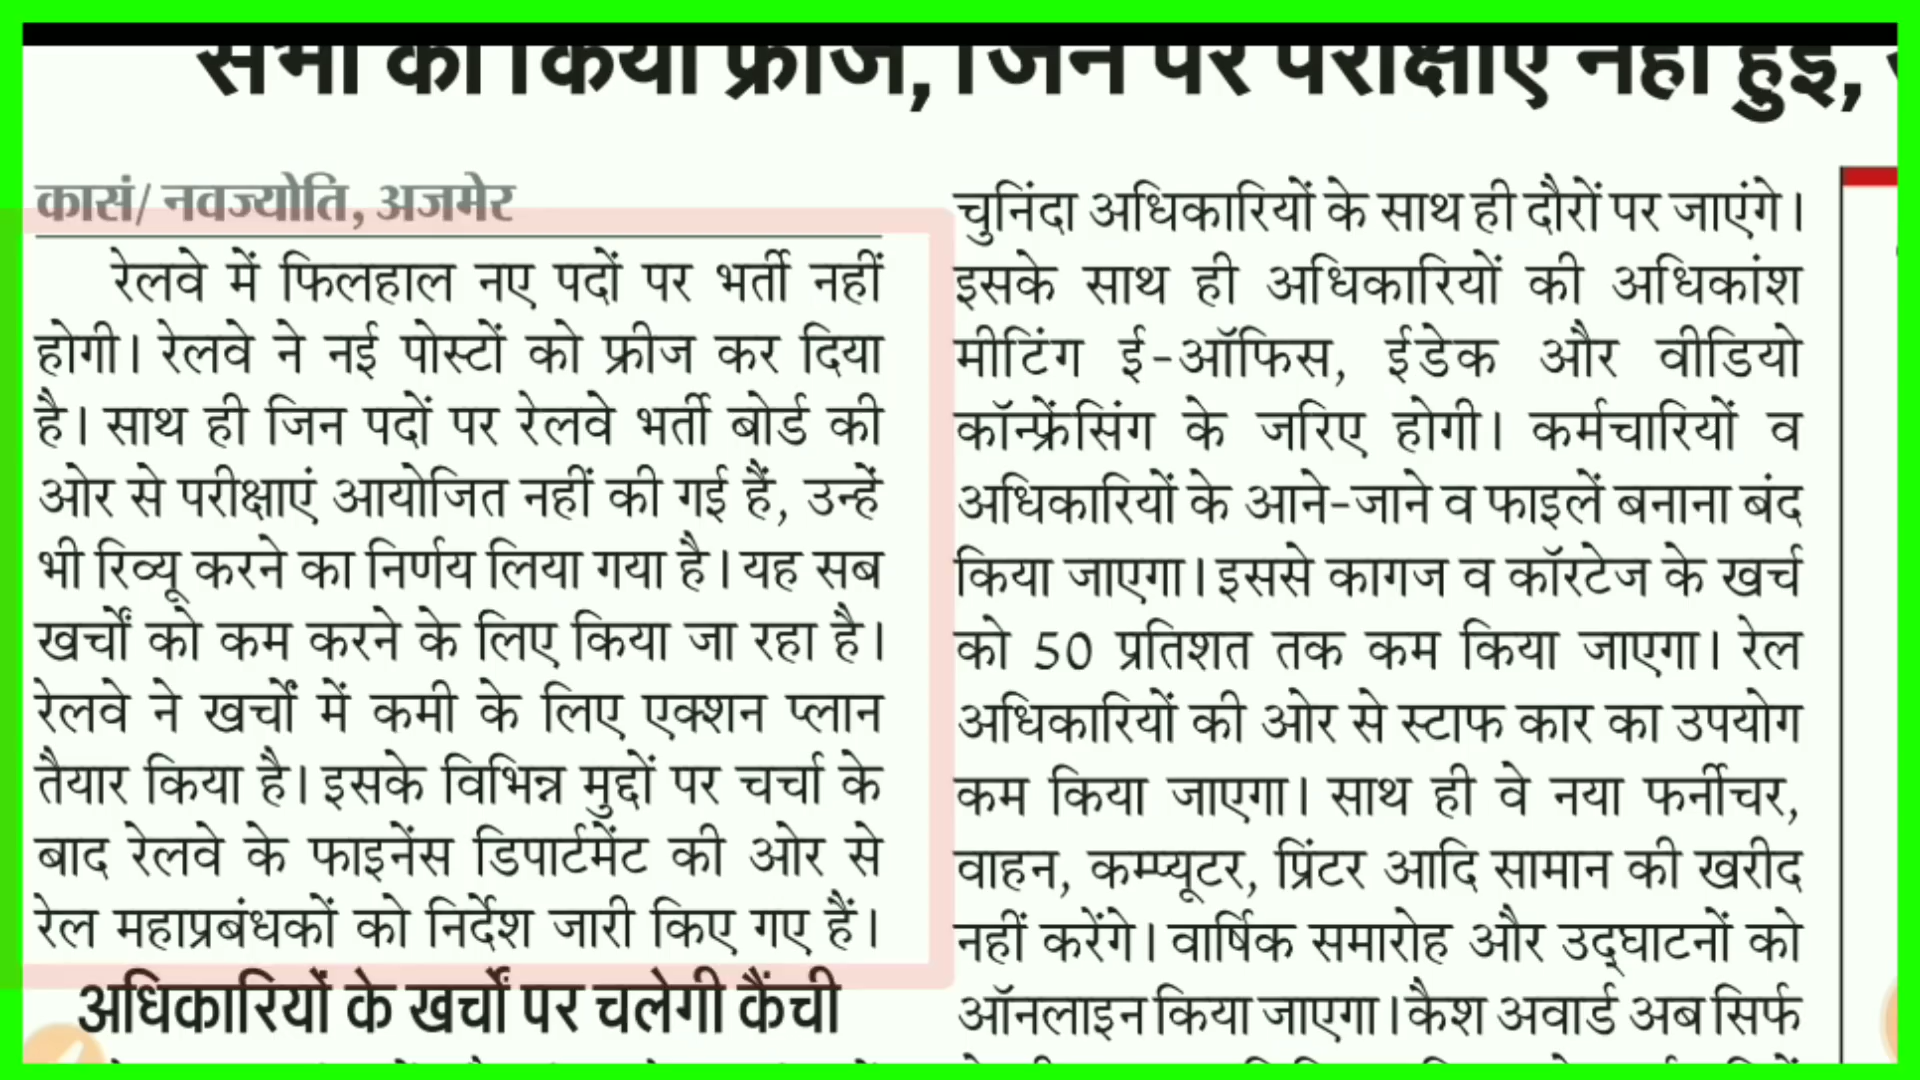 सभी को किया फ्रीज, जिन पर परीक्षाएं नहीं हुई,
कासं/ नवज्योति, अजमेर
रेलवे में फिलहाल नए पदों पर भर्ती नहीं
होगी। रेलवे ने नई पोस्टों को फ्रीज कर दिया
है। साथ ही जिन पदों पर रेलवे भर्ती बोर्ड की
ओर से परीक्षाएं आयोजित नहीं की गई हैं, उन्हें
भी रिव्यू करने का निर्णय लिया गया है। यह सब
खर्चों को कम करने के लिए किया जा रहा है।
रेलवे ने खर्चों में कमी के लिए एक्शन प्लान
तैयार किया है। इसके विभिन्न मुद्दों पर चर्चा के
बाद रेलवे के फाइनेंस डिपार्टमेंट की ओर से
रेल महाप्रबंधकों को निर्देश जारी किए गए हैं।
अधिकारियों के खर्चों पर चलेगी कैंची
चुनिंदा अधिकारियों के साथ ही दौरों पर जाएंगे।
इसके साथ ही अधिकारियों की अधिकांश
मीटिंग ई-ऑफिस, ईडेक और वीडियो
कॉन्फ्रेंसिंग के जरिए होगी। कर्मचारियों व
अधिकारियों के आने-जाने व फाइलें बनाना बंद
किया जाएगा। इससे कागज व कॉरटेज के खर्च
को 50 प्रतिशत तक कम किया जाएगा। रेल
अधिकारियों की ओर से स्टाफ कार का उपयोग
कम किया जाएगा। साथ ही वे नया फर्नीचर,
वाहन, कम्प्यूटर, प्रिंटर आदि सामान की खरीद
नहीं करेंगे। वार्षिक समारोह और उद्घाटनों को
ऑनलाइन किया जाएगा। कैश अवार्ड अब सिर्फ